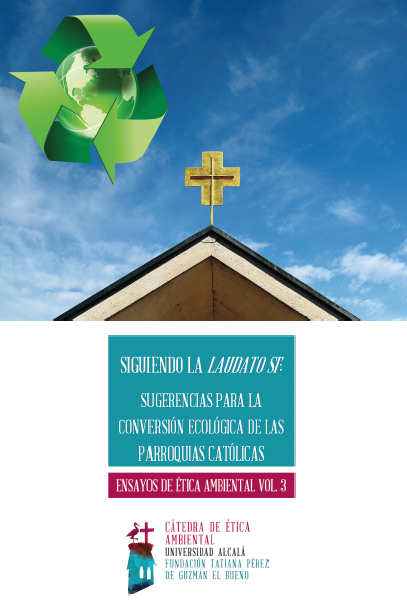 SIGUIENDO LA LAUDATO SI':
SUGERENCIAS PARA LA
CONVERSIÓN ECOLÓGICA DE LAS
PARROQUIAS CATÓLICAS
ENSAYOS DE ÉTICA AMBIENTAL VOL. 3
CÁTEDRA DE ÉTICA
AMBIENTAL
UNIVERSIDAD ALCALÁ
FUNDACIÓN TATIANA PÉREZ
DE GUZMÁN EL BUENO